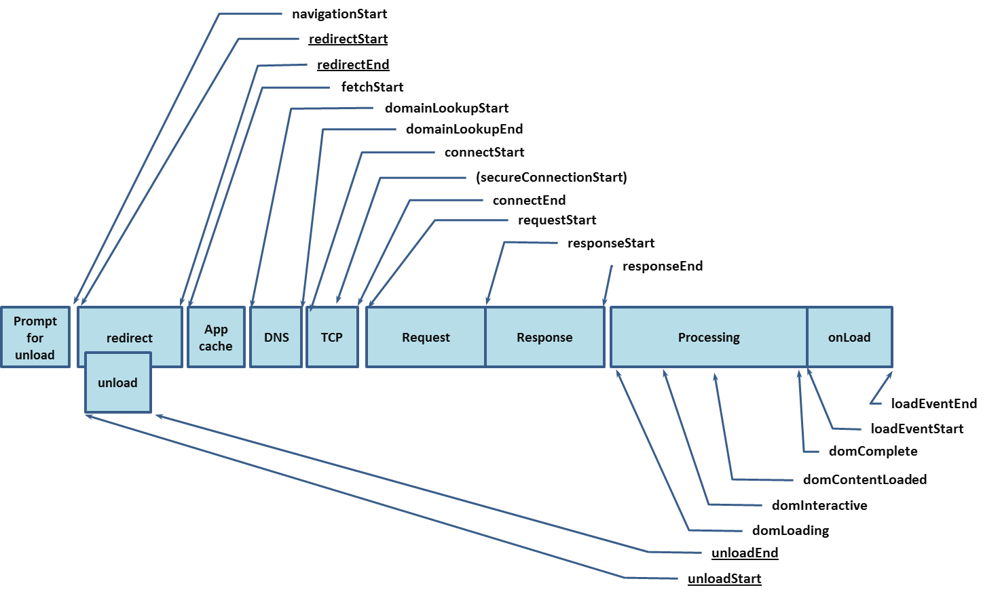 navigationStart
redirectStart
redirectEnd
fetchStart
domainLookupStart
domainLookupEnd
connectStart
(secureConnectionStart)
connectEnd
requestStart
responseStart
responseEnd
Prompt
for
unload
redirect
unload
App
cache
DNS
TCP
Request
Response
Processing
onLoad
loadEventEnd
loadEventStart
domComplete
domContentLoaded
domInteractive
domLoading
unloadEnd
unloadStart